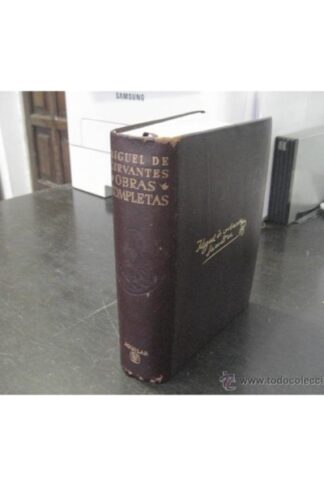 SAMSUNG
MIGUEL DE
CERVANTES
OBRAS
COMPLETAS
AGUILAR
www.todocolecci